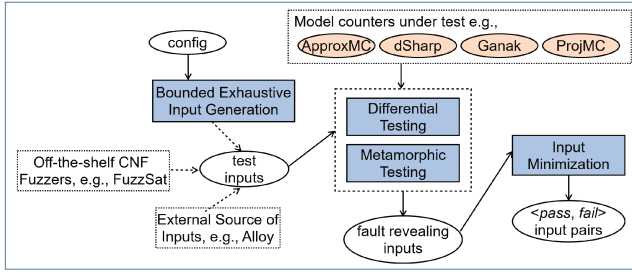 Model counters under test e.g.,
ApproxMC
dSharp
Ganak
ProjMC
config
Bounded Exhaustive
Input Generation
Differential
Testing
Metamorphic
Testing
Input
Minimization
Off-the-shelf CNF
Fuzzers, e.g., FuzzSat
test
inputs
External Source of
Inputs, e.g., Alloy
fault revealing
inputs
<pass, fail>
input pairs